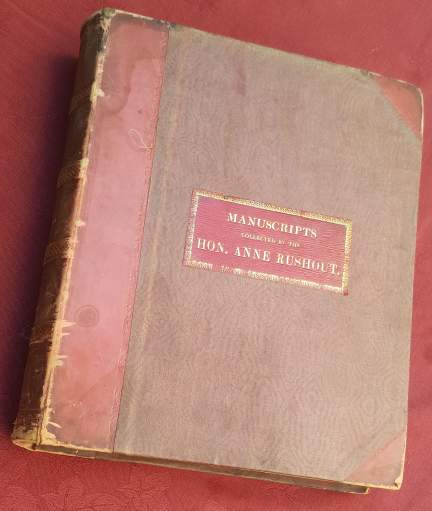 MANUSCRIPTS
COLLECTED BY THE
HON. ANNE RUSHOUT.